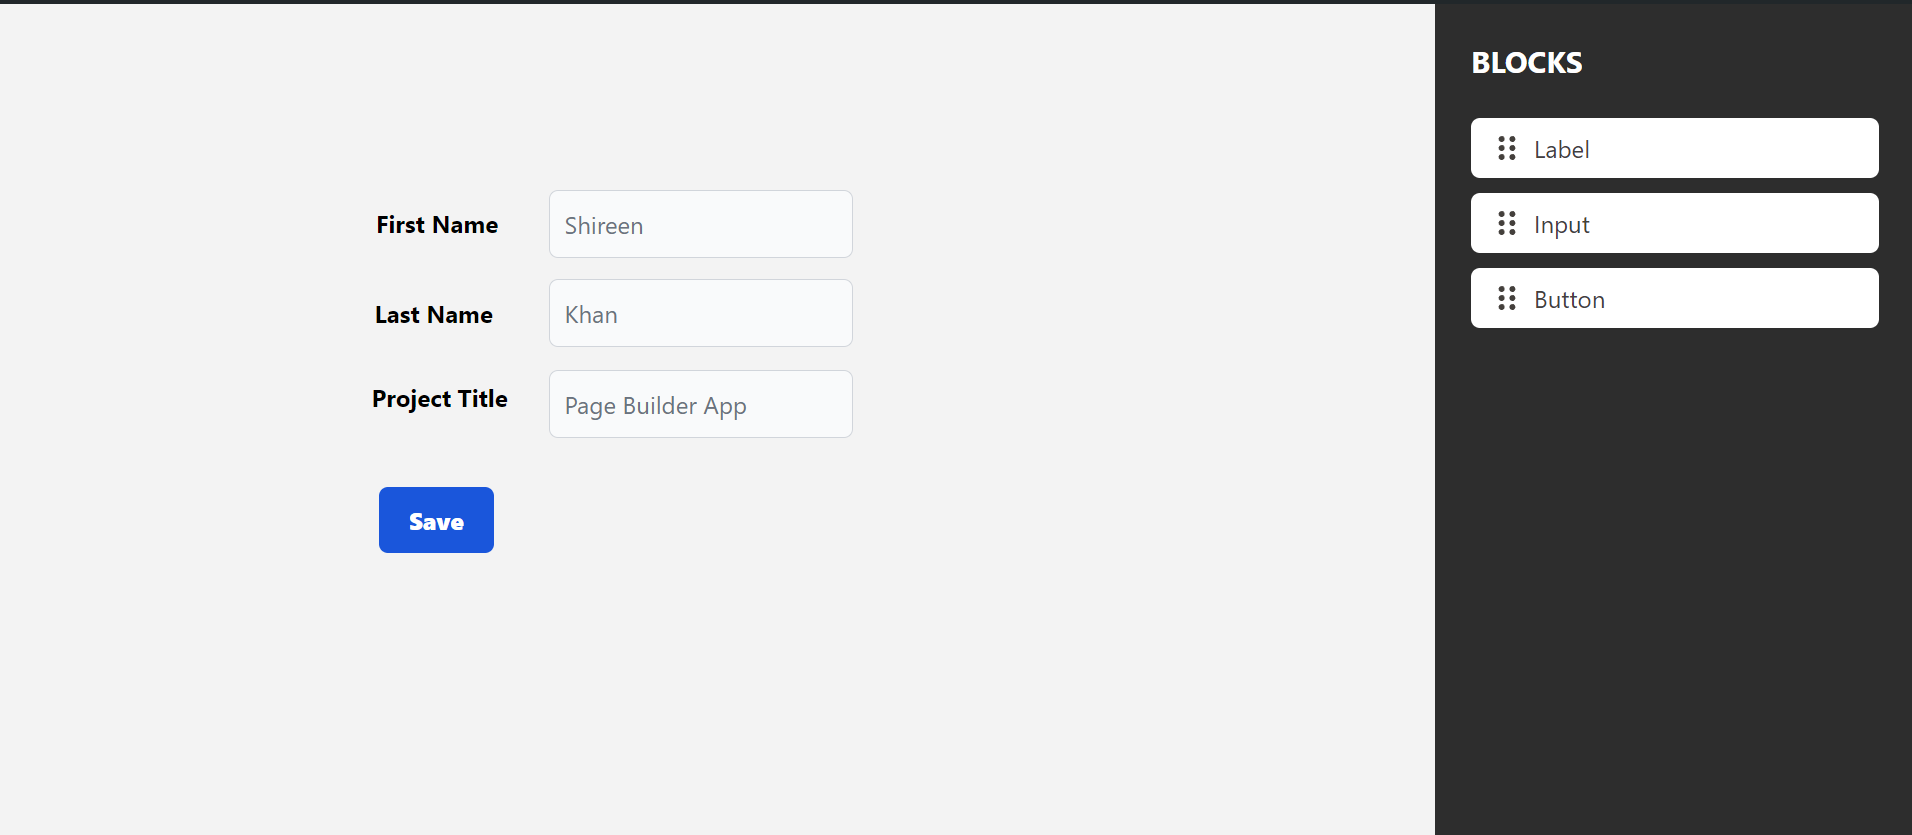 First Name
Shireen
Last Name
Khan
Project Title
Page Builder App
Save
BLOCKS
Label
Input
Button